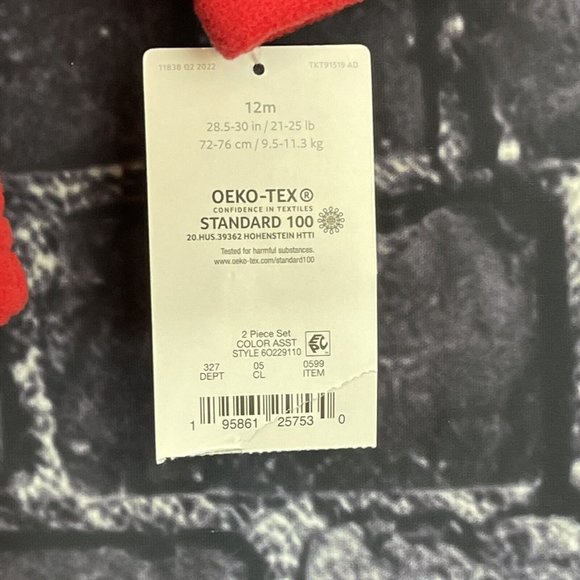 11838 Q2 2022 TKT91519 AD
12m
28.5-30 in / 21-25 lb
72-76 cm / 9.5-11.3 kg
OEKO-TEX®
CONFIDENCE IN TEXTILES
STANDARD 100
20.HUS.39362 HOHENSTEIN HTTI
Tested for harmful substances.
www.oeko-tex.com/standard100
2 Piece Set
COLOR ASST
STYLE 6O229110
EPC
327 05 0599
DEPT CL ITEM
1 95861 25753 0